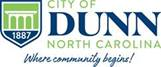 CITY OF
DUNN
NORTH CAROLINA
1887
Where community begins!